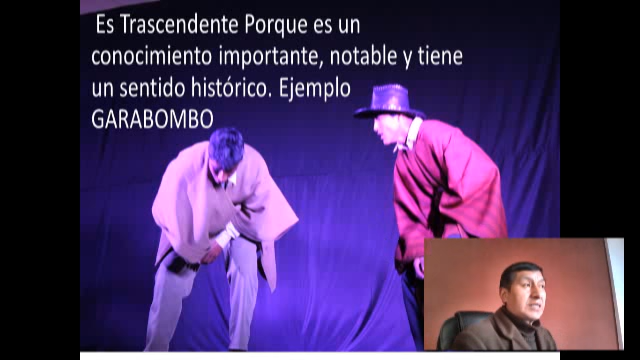 Es Trascendente Porque es un
conocimiento importante, notable y tiene
un sentido histórico. Ejemplo
GARABOMBO